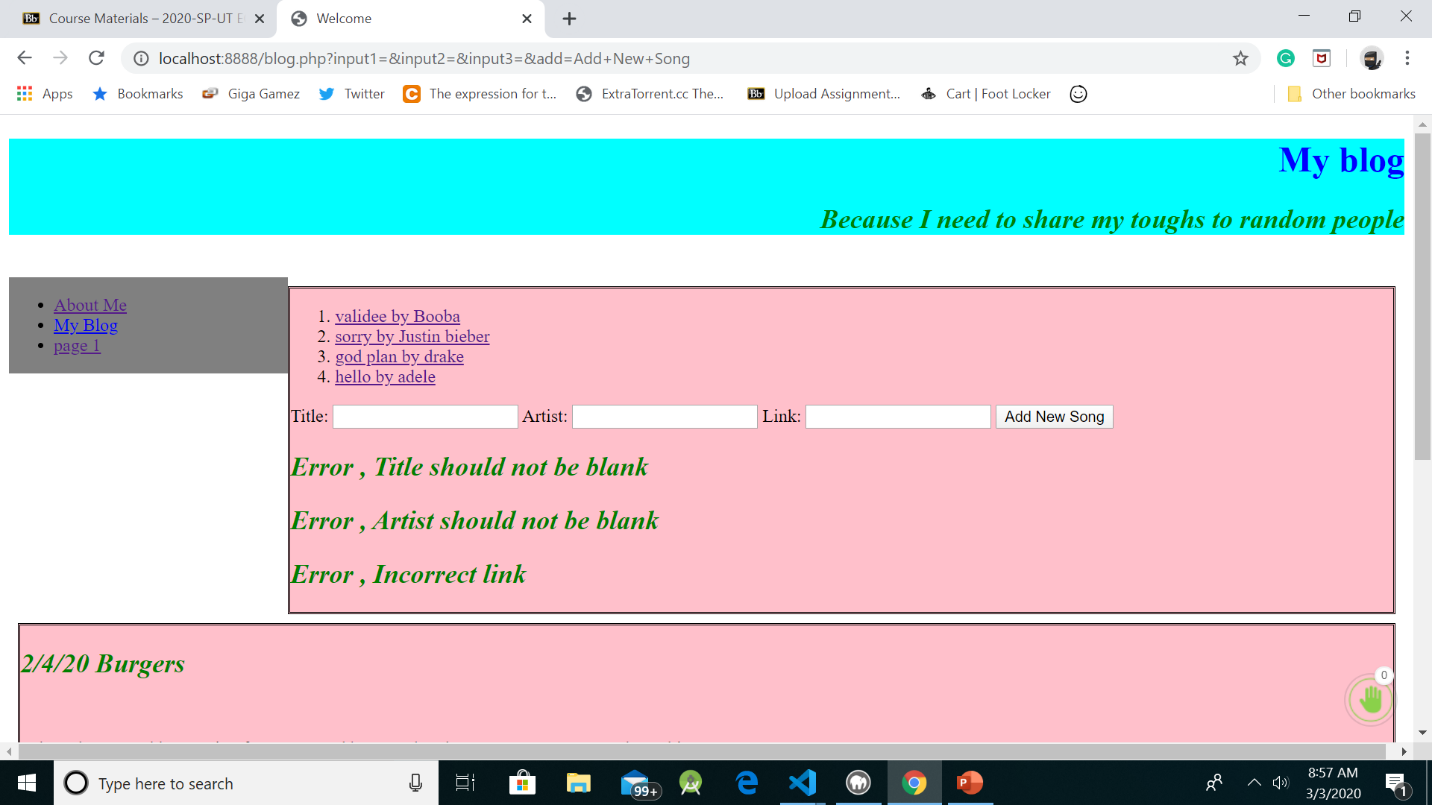 Course Materials – 2020-SP-UT
Welcome
localhost:8888/blog.php?input1=&input2=&input3=&add=Add+New+Song
Apps Bookmarks Giga Gamez Twitter The expression for t... ExtraTorrent.cc The... Bb Upload Assignment... Cart | Foot Locker Other bookmarks
My blog
Because I need to share my toughs to random people
About Me
My Blog
page 1
1. validee by Booba
2. sorry by Justin bieber
3. god plan by drake
4. hello by adele
Title: Artist: Link: Add New Song
Error , Title should not be blank
Error , Artist should not be blank
Error , Incorrect link
2/4/20 Burgers
0
Type here to search
99+
8:57 AM
3/3/2020
1